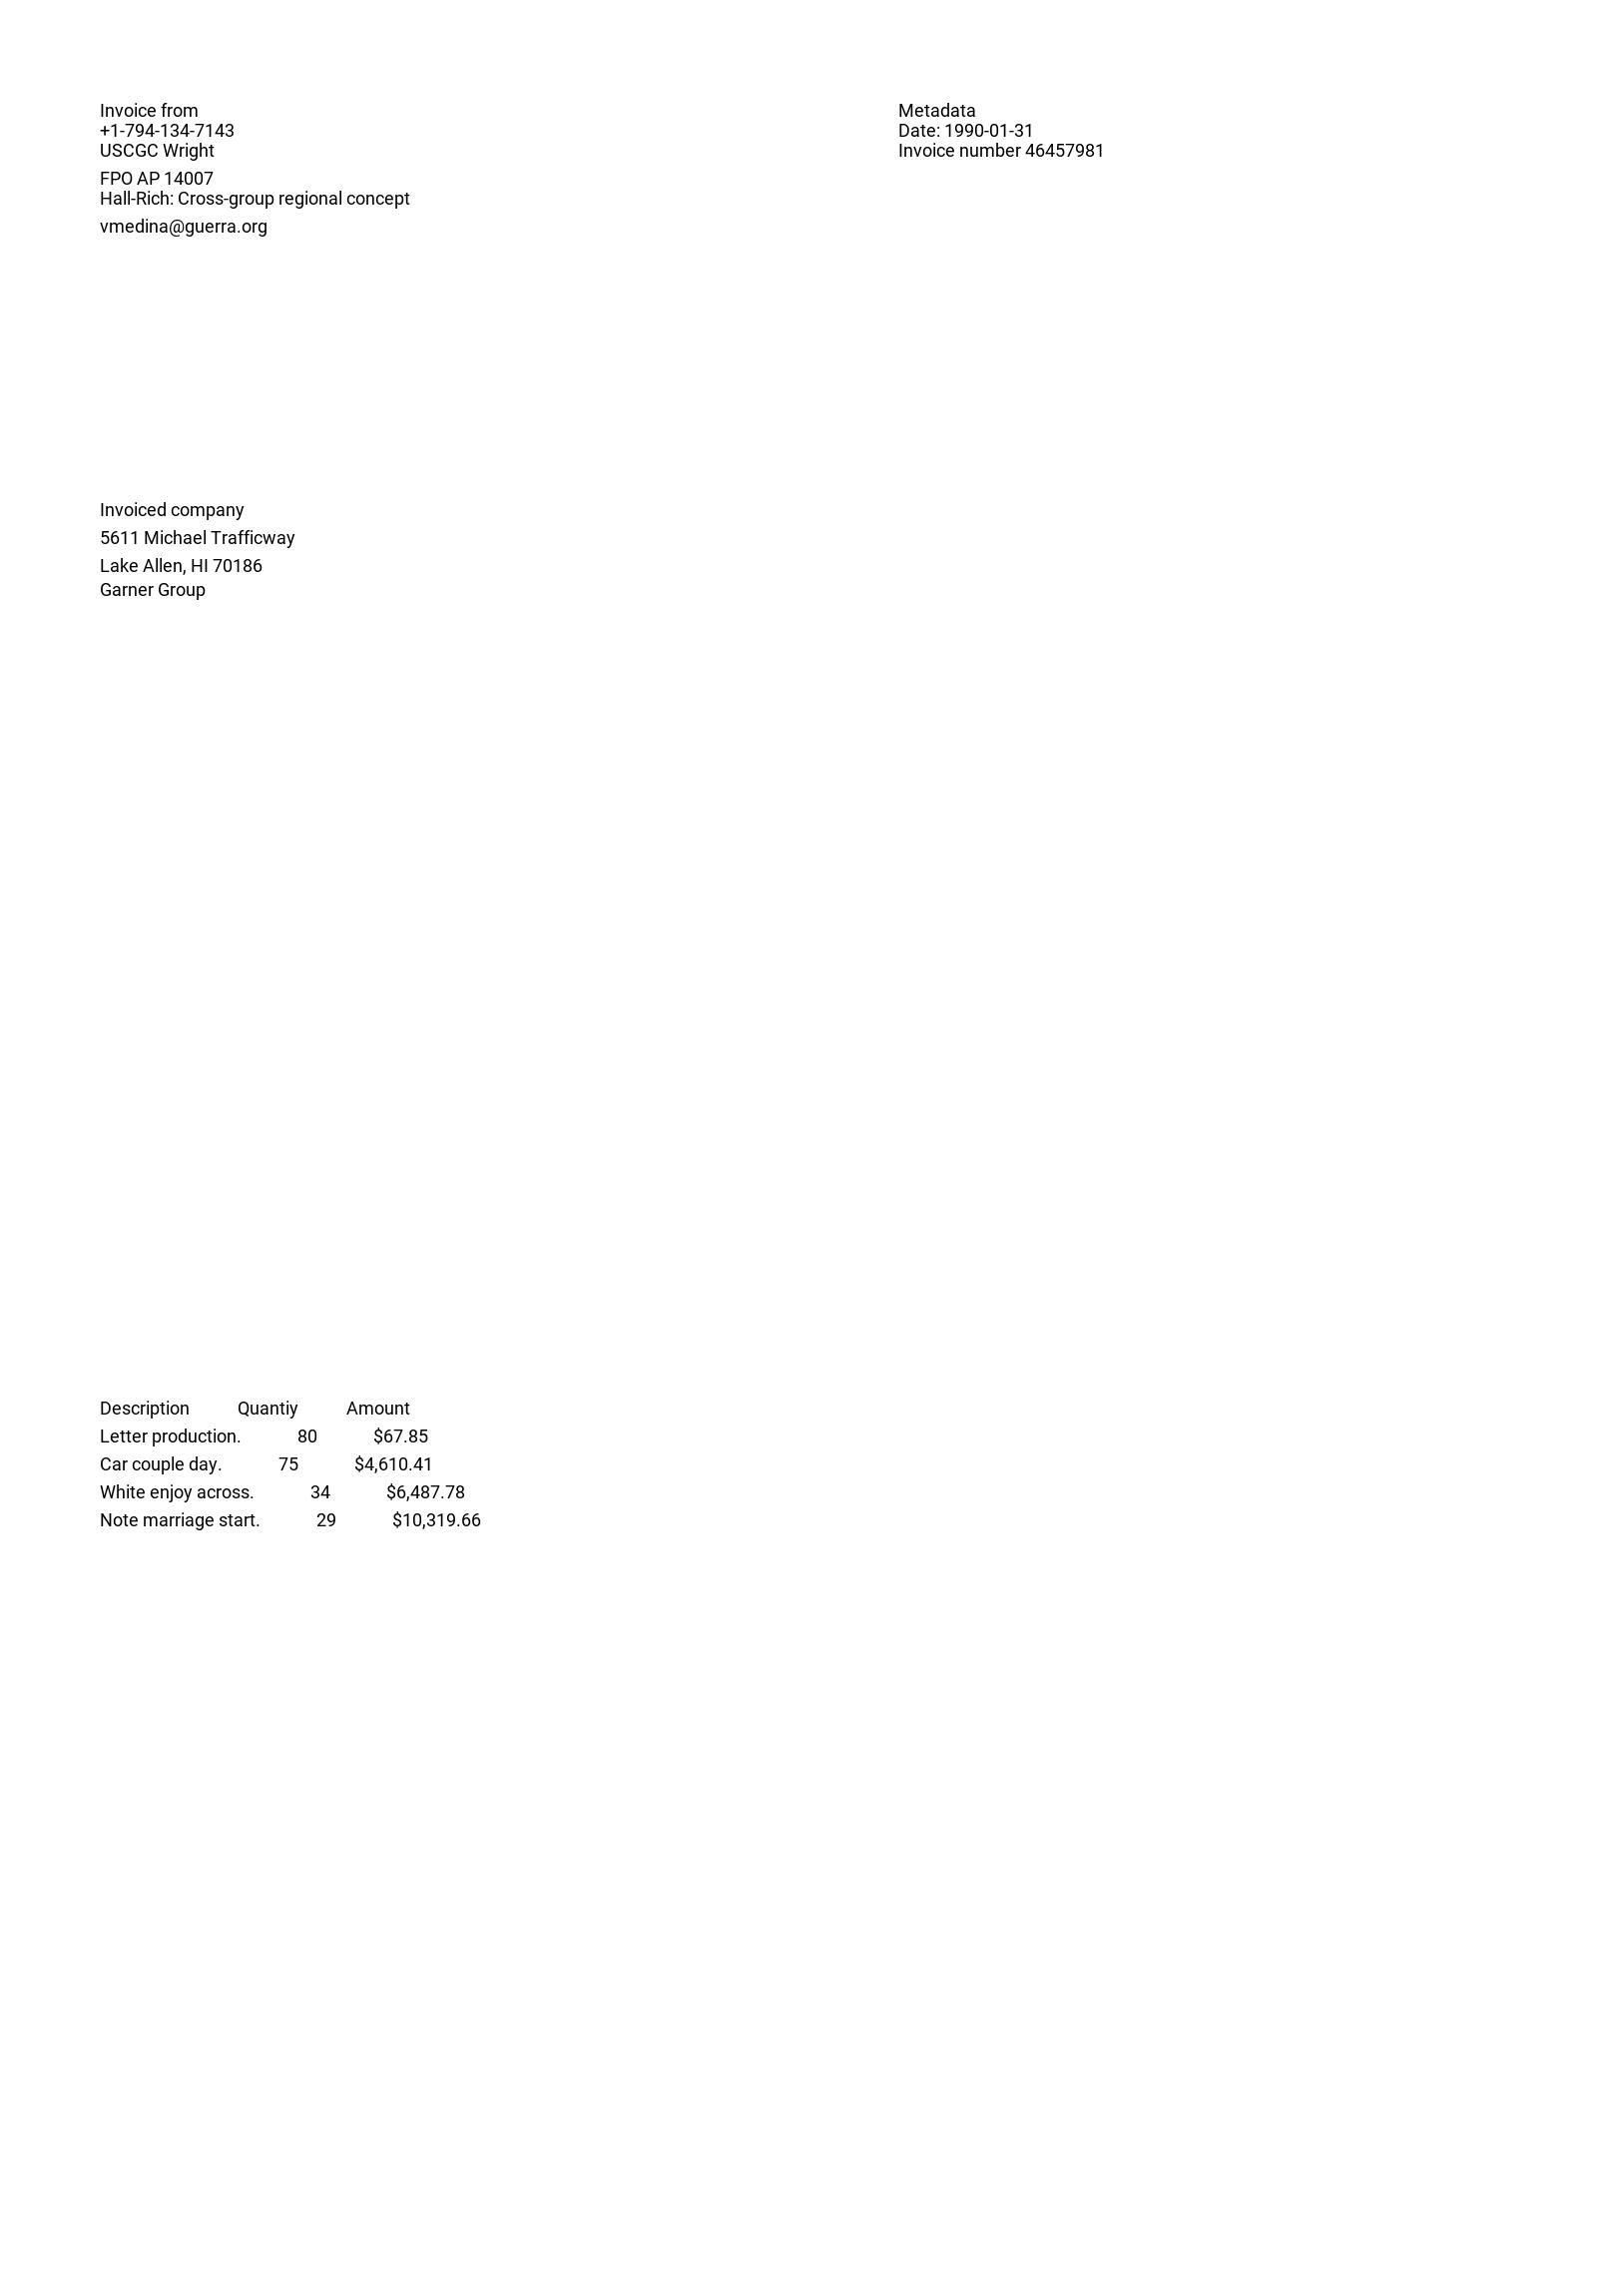 Invoice from
+1-794-134-7143
USCGC Wright
FPO AP 14007
Hall-Rich: Cross-group regional concept
vmedina@guerra.org
Metadata
Date: 1990-01-31
Invoice number 46457981
Invoiced company
5611 Michael Trafficway
Lake Allen, HI 70186
Garner Group
Description Quantiy Amount
Letter production. 80 $67.85
Car couple day. 75 $4,610.41
White enjoy across. 34 $6,487.78
Note marriage start. 29 $10,319.66